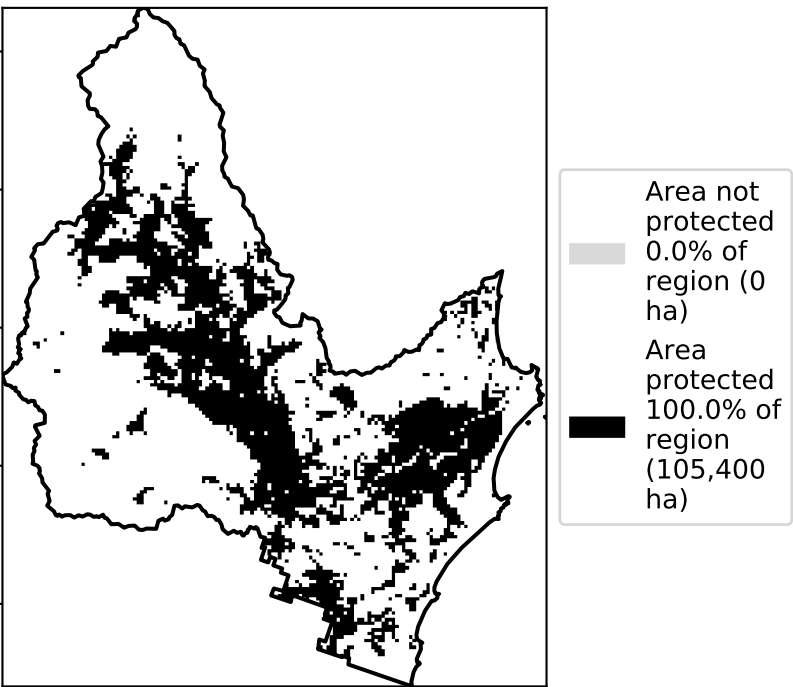 Area not
protected
0.0% of
region (0
ha)
Area
protected
100.0% of
region
(105,400
ha)